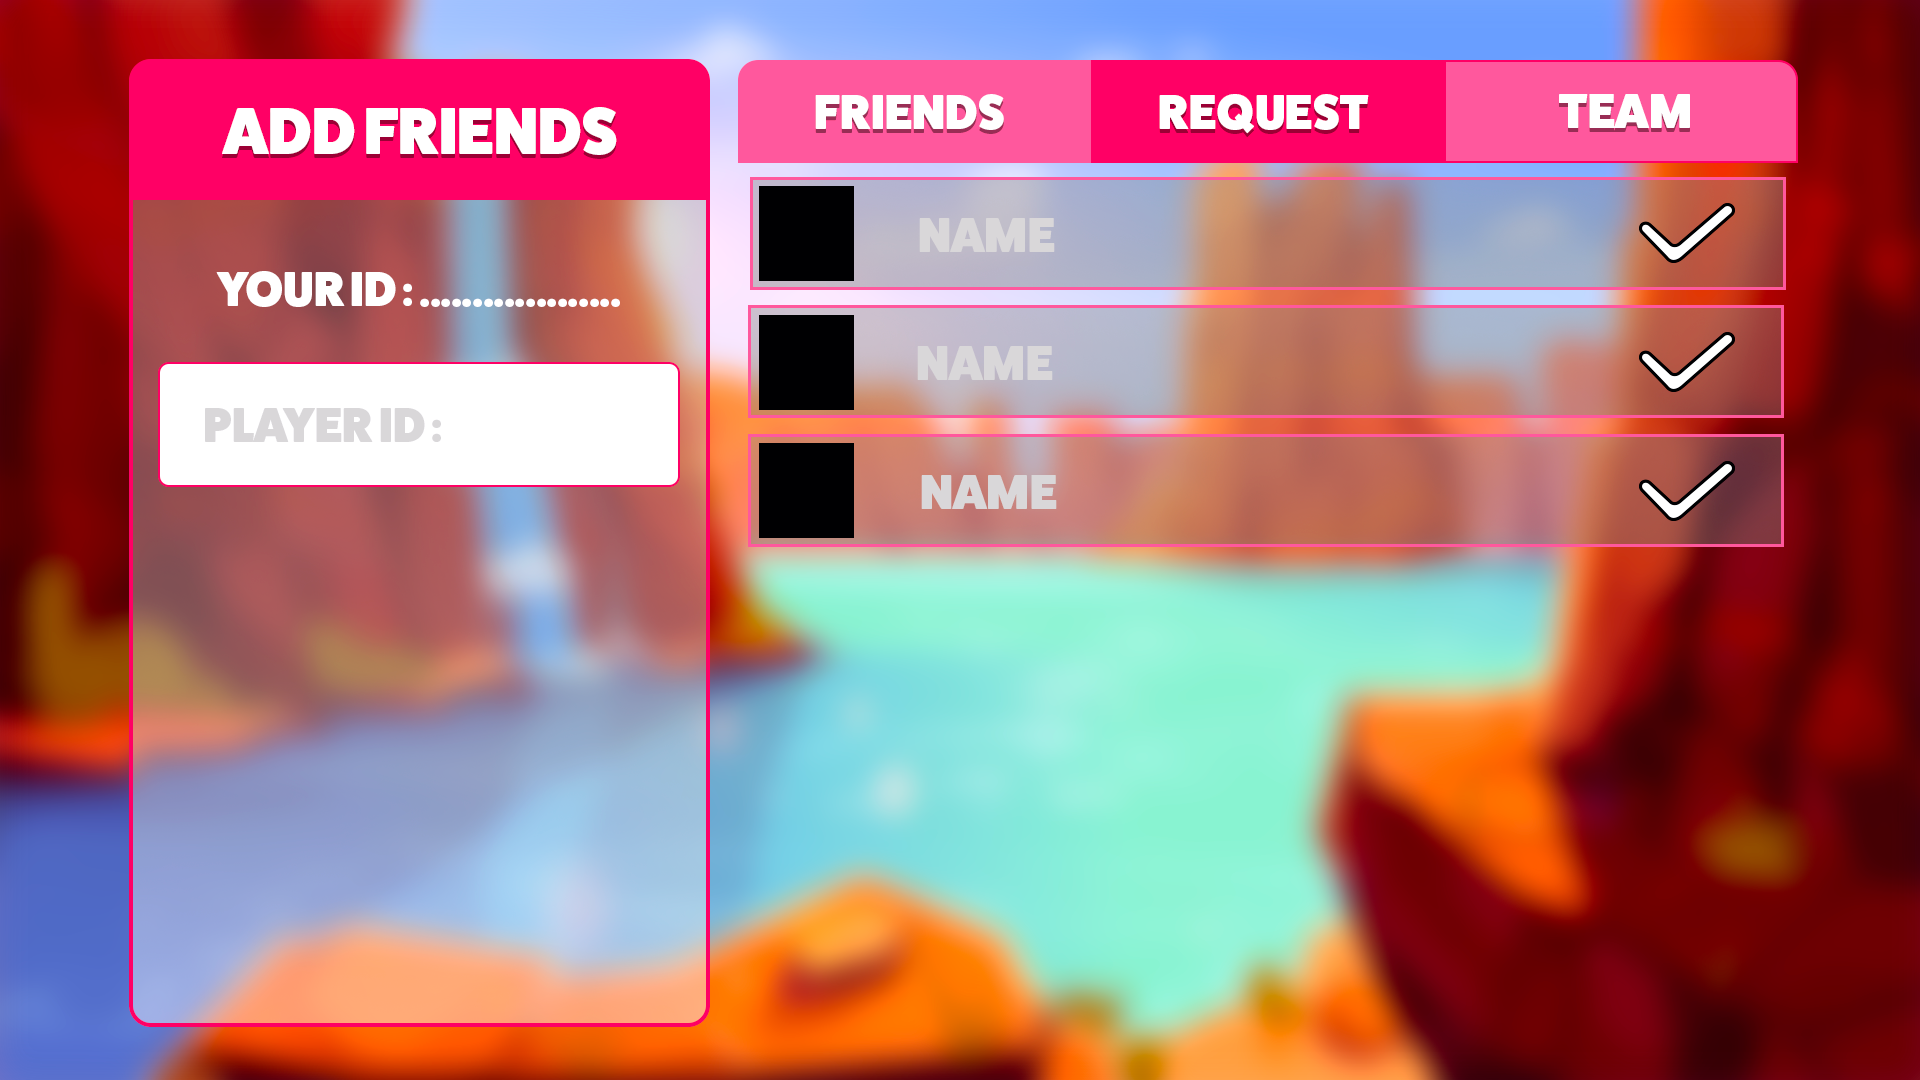 ADD FRIENDS
YOUR ID : ...................
PLAYER ID :
FRIENDS
REQUEST
TEAM
NAME
NAME
NAME